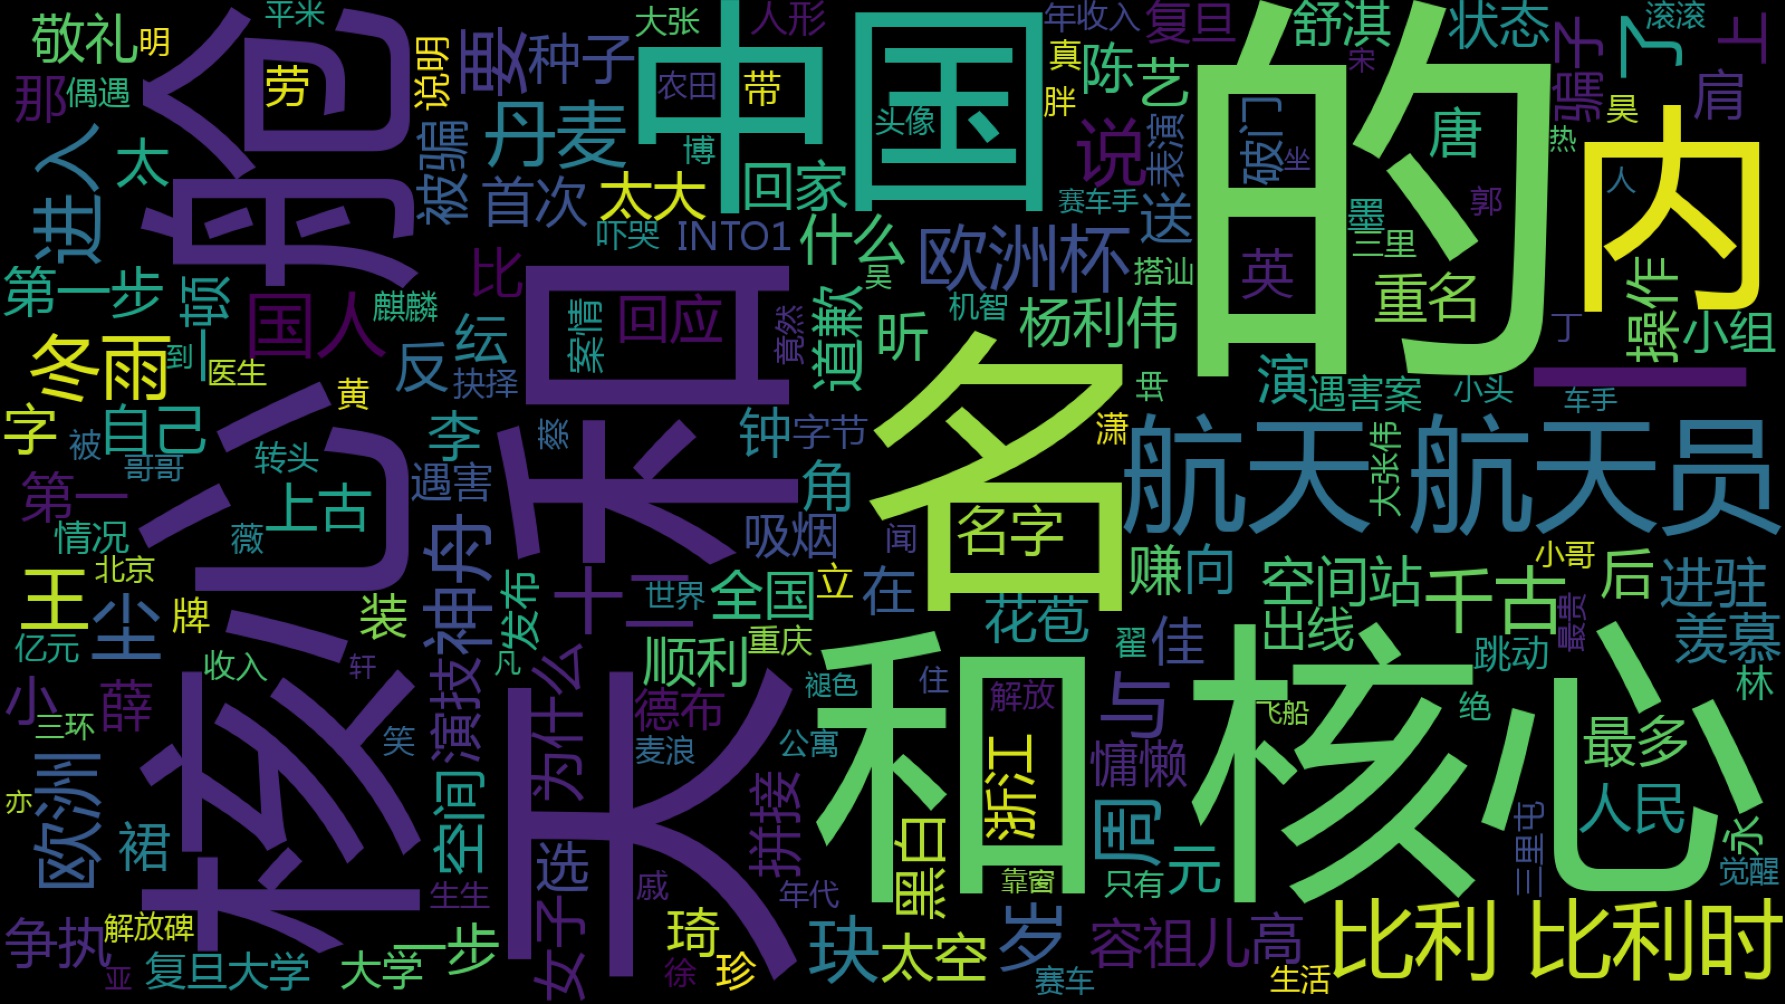 平米
敬礼
明
舱
劳
说明
要
种子
大张
中国
人形
年收入
复旦
舒淇
状态
骗子
了
滚滚
上
那
偶遇
农田
带
真
陈
艺
的
宋
肩
进入
太
被骗
丹麦
博
头像
胖
说
表演
破门
坐
唐
热
昊
内
首次
太太
回家
赛车手
墨
郭
人
吓哭
INTO1
什么
欧洲杯
送
三里
英
第一步
一顿
国人
麒麟
比
天和
案情
回应
竟然
道歉
吴
昕
机智
杨利伟
搭讪
重名
丁
操作
小组
冬雨
到
医生
纭
反
抉择
名
演
遇害案
小头
车手
一
字
被
自己
黄
李
蔡
钟
字节
潇
航天
大张伟
航天员
哥哥
转头
遇害
第一
上古
角
情况
薇
神舟
吸烟
闻
名字
小哥
北京
王
尘
牌
装
发布
十二
世界
全国
立
在
花苞
赚
向
空间站
千古
后
进驻
出线
最贵
羡慕
亿元
收入
轩
凡
顺利
重庆
翟
佳
跳动
林
小
薛
核心
演技
为什么
德布
褪色
住
和
解放
与
核心
飞船
绝
三环
笑
麦浪
公寓
浙江
慵懒
最多
欧洲
亦
裙
空间
拼接
黑白
周
三里屯
人民
永
选
戚
年代
靠窗
只有
元
觉醒
生生
争执
解放碑
女子
琦
玦
太空
岁
容祖儿
高
比利
比利时
亚
复旦大学
大学
一步
徐
珍
赛车
生活